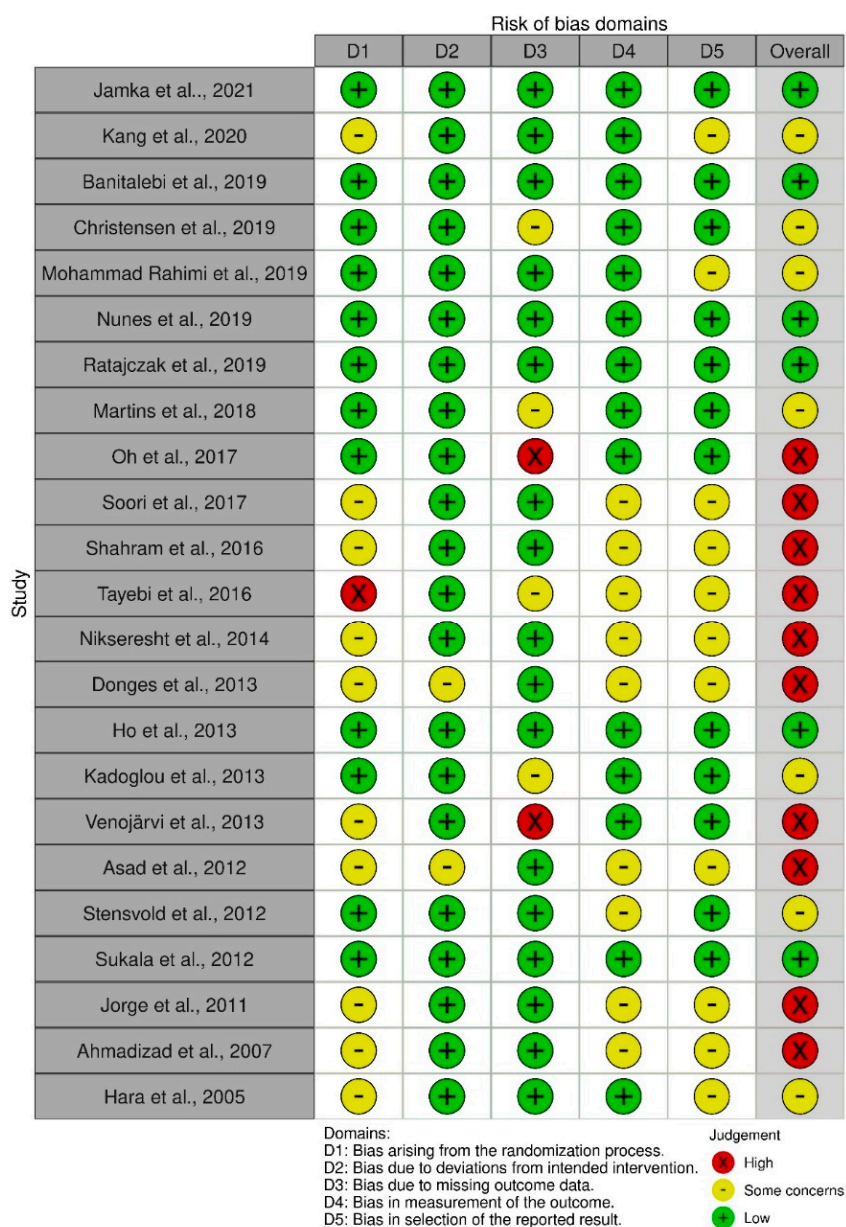 Risk of bias domains
D1 D2 D3 D4 D5 Overall
Jamka et al.., 2021 + + + + + +
Kang et al., 2020 - + + + - -
Banitalebi et al., 2019 + + + + + +
Christensen et al., 2019 + + - + + -
Mohammad Rahimi et al., 2019 + + + + - -
Nunes et al., 2019 + + + + + +
Ratajczak et al., 2019 + + + + + +
Martins et al., 2018 + + - + + -
Oh et al., 2017 + + X + + X
Soori et al., 2017 - + + - - X
Shahram et al., 2016 - + + - - X
Tayebi et al., 2016 X + - - - X
Nikseresht et al., 2014 - + + - - X
Donges et al., 2013 - - + - - X
Ho et al., 2013 + + + + + +
Kadoglou et al., 2013 + + - + + -
Venojärvi et al., 2013 - + X + + X
Asad et al., 2012 - - + - - X
Stensvold et al., 2012 + + + - + -
Sukala et al., 2012 + + + + + +
Jorge et al., 2011 - + + - - X
Ahmadizad et al., 2007 - + + - - X
Hara et al., 2005 - + + + - -
Study
Domains:
D1: Bias arising from the randomization process.
D2: Bias due to deviations from intended intervention.
D3: Bias due to missing outcome data.
D4: Bias in measurement of the outcome.
D5: Bias in selection of the reported result.
Judgement
X High
- Some concerns
+ Low